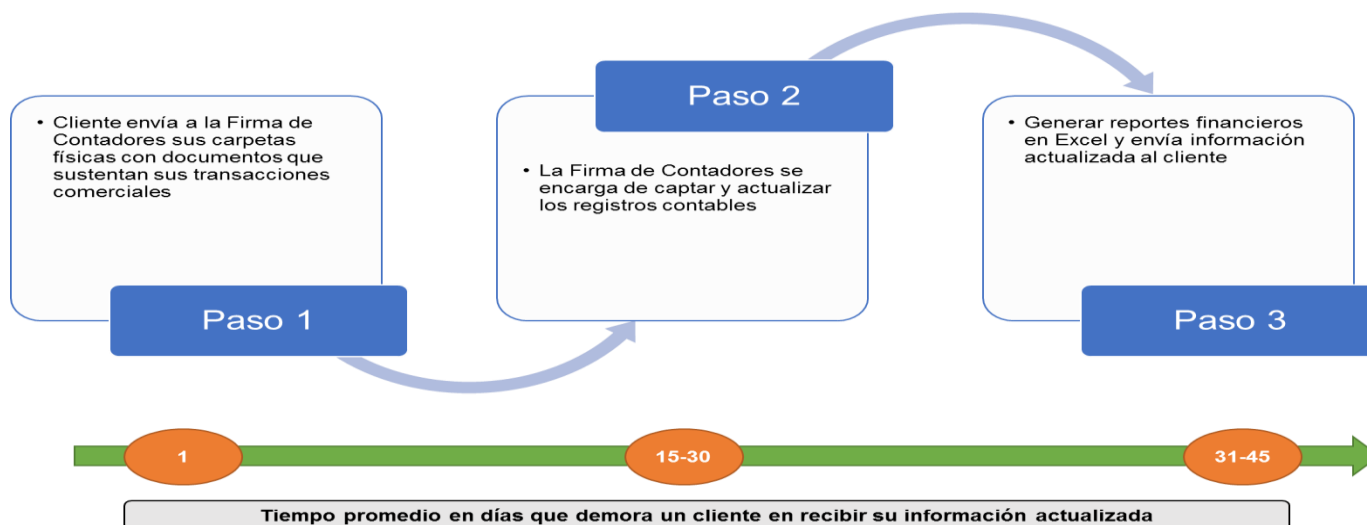 • Cliente envía a la Firma de
Contadores sus carpetas
físicas con documentos que
sustentan sus transacciones
comerciales
Paso 1
Paso 2
• La Firma de Contadores se
encarga de captar y actualizar
los registros contables
• Generar reportes financieros
en Excel y envía información
actualizada al cliente
Paso 3
1
15-30
31-45
Tiempo promedio en días que demora un cliente en recibir su información actualizada